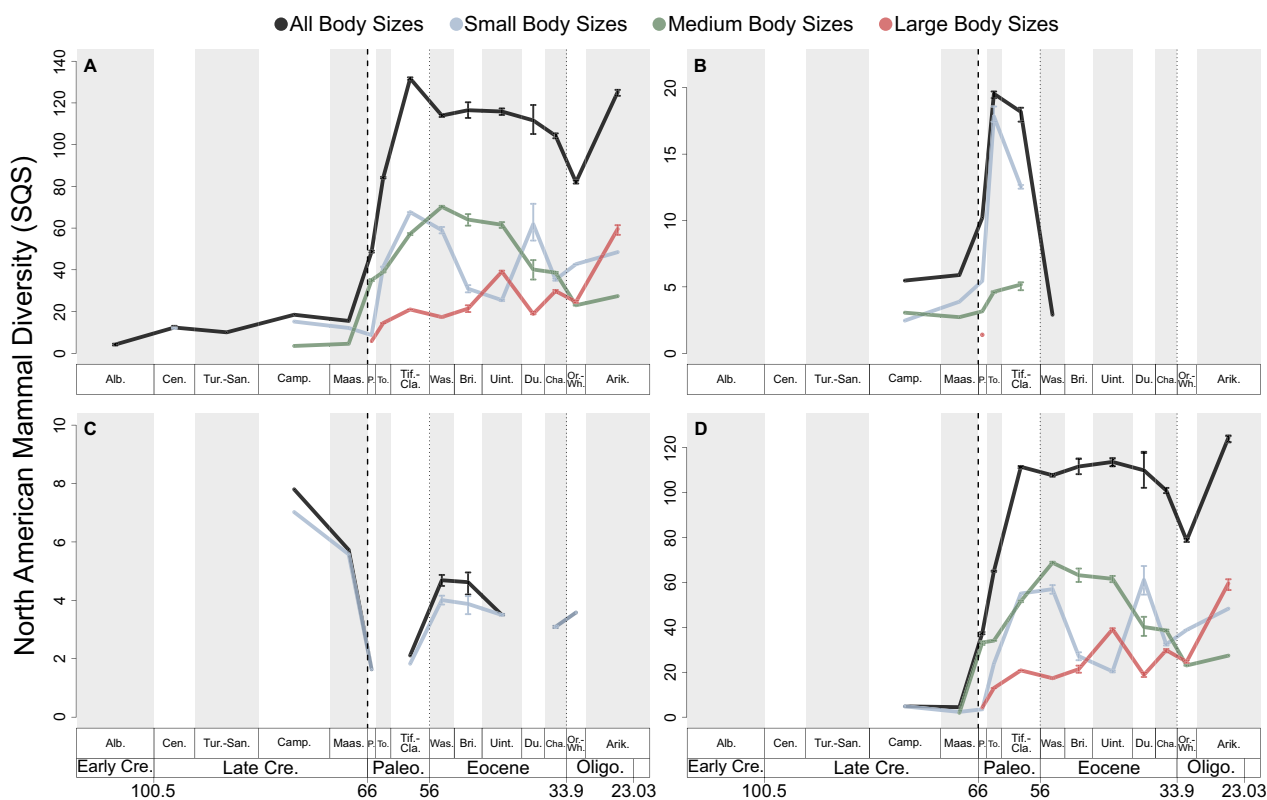 All Body Sizes Small Body Sizes Medium Body Sizes Large Body Sizes
North American Mammal Diversity (SQS)
A
140
120
100
80
60
40
20
0
Alb. Cen. Tur.-San. Camp. Maas. P. To. Tif.-Cla. Was. Bri. Uint. Du. Cha. Or.-Wh. Arik.
B
20
15
10
5
0
Alb. Cen. Tur.-San. Camp. Maas. P. To. Tif.-Cla. Was. Bri. Uint. Du. Cha. Or.-Wh. Arik.
C
10
8
6
4
2
0
Alb. Cen. Tur.-San. Camp. Maas. P. To. Tif.-Cla. Was. Bri. Uint. Du. Cha. Or.-Wh. Arik.
Early Cre. Late Cre. Paleo. Eocene Oligo.
100.5 66 56 33.9 23.03
D
120
100
80
60
40
20
0
Alb. Cen. Tur.-San. Camp. Maas. P. To. Tif.-Cla. Was. Bri. Uint. Du. Cha. Or.-Wh. Arik.
Early Cre. Late Cre. Paleo. Eocene Oligo.
100.5 66 56 33.9 23.03